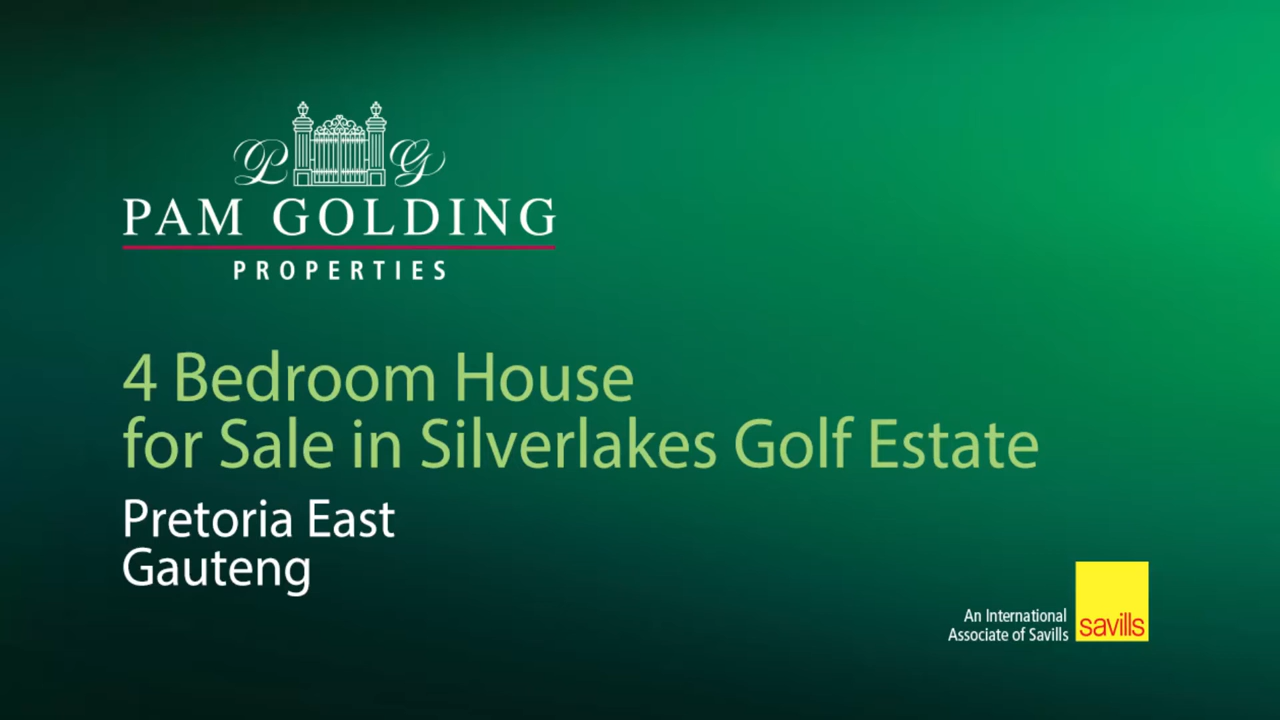 P G
PAM GOLDING
PROPERTIES
4 Bedroom House
for Sale in Silverlakes Golf Estate
Pretoria East
Gauteng
An International
Associate of Savills
savills